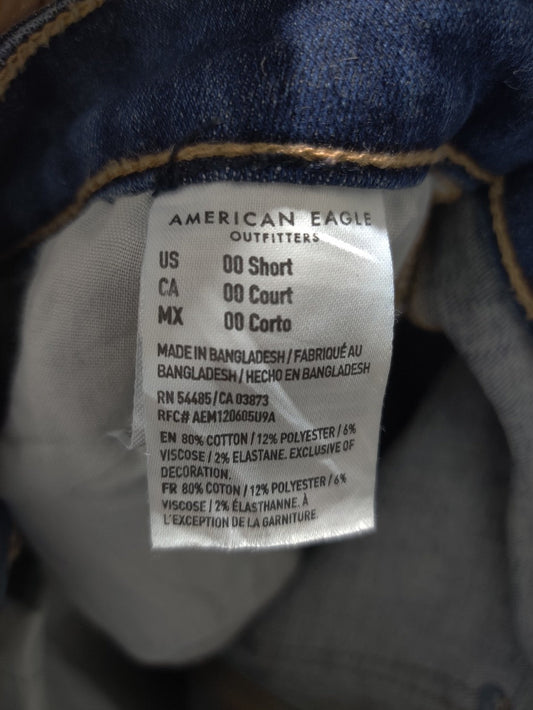 AMERICAN EAGLE
OUTFITTERS
US 00 Short
CA 00 Court
MX 00 Corto
MADE IN BANGLADESH / FABRIQUÉ AU
BANGLADESH / HECHO EN BANGLADESH
RN 54485 / CA 03873
RFC# AEM120605U9A
EN 80% COTTON / 12% POLYESTER / 6%
VISCOSE / 2% ELASTANE. EXCLUSIVE OF
DECORATION.
FR 80% COTON / 12% POLYESTER / 6%
VISCOSE / 2% ÉLASTHANNE. À
L'EXCEPTION DE LA GARNITURE.